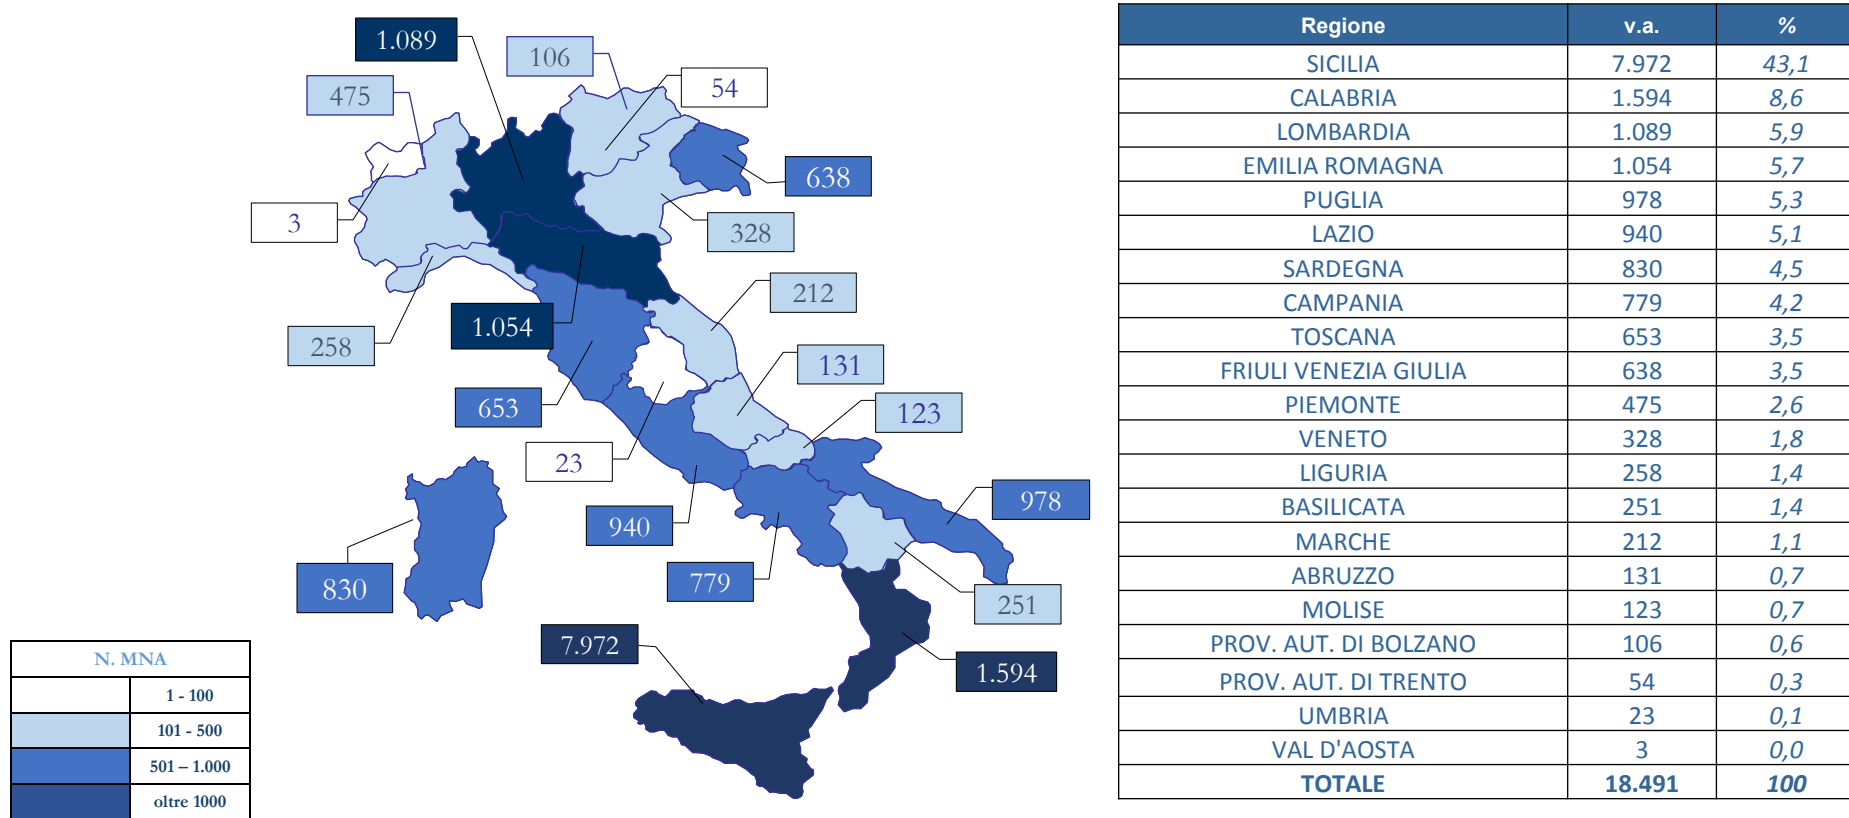 1.089
106
54
475
638
3
328
212
258
1.054
131
653
123
23
978
940
830
779
251
7.972
1.594
N. MNA
1 - 100
101 - 500
501 – 1.000
oltre 1000
Regione v.a. %
SICILIA 7.972 43,1
CALABRIA 1.594 8,6
LOMBARDIA 1.089 5,9
EMILIA ROMAGNA 1.054 5,7
PUGLIA 978 5,3
LAZIO 940 5,1
SARDEGNA 830 4,5
CAMPANIA 779 4,2
TOSCANA 653 3,5
FRIULI VENEZIA GIULIA 638 3,5
PIEMONTE 475 2,6
VENETO 328 1,8
LIGURIA 258 1,4
BASILICATA 251 1,4
MARCHE 212 1,1
ABRUZZO 131 0,7
MOLISE 123 0,7
PROV. AUT. DI BOLZANO 106 0,6
PROV. AUT. DI TRENTO 54 0,3
UMBRIA 23 0,1
VAL D'AOSTA 3 0,0
TOTALE 18.491 100